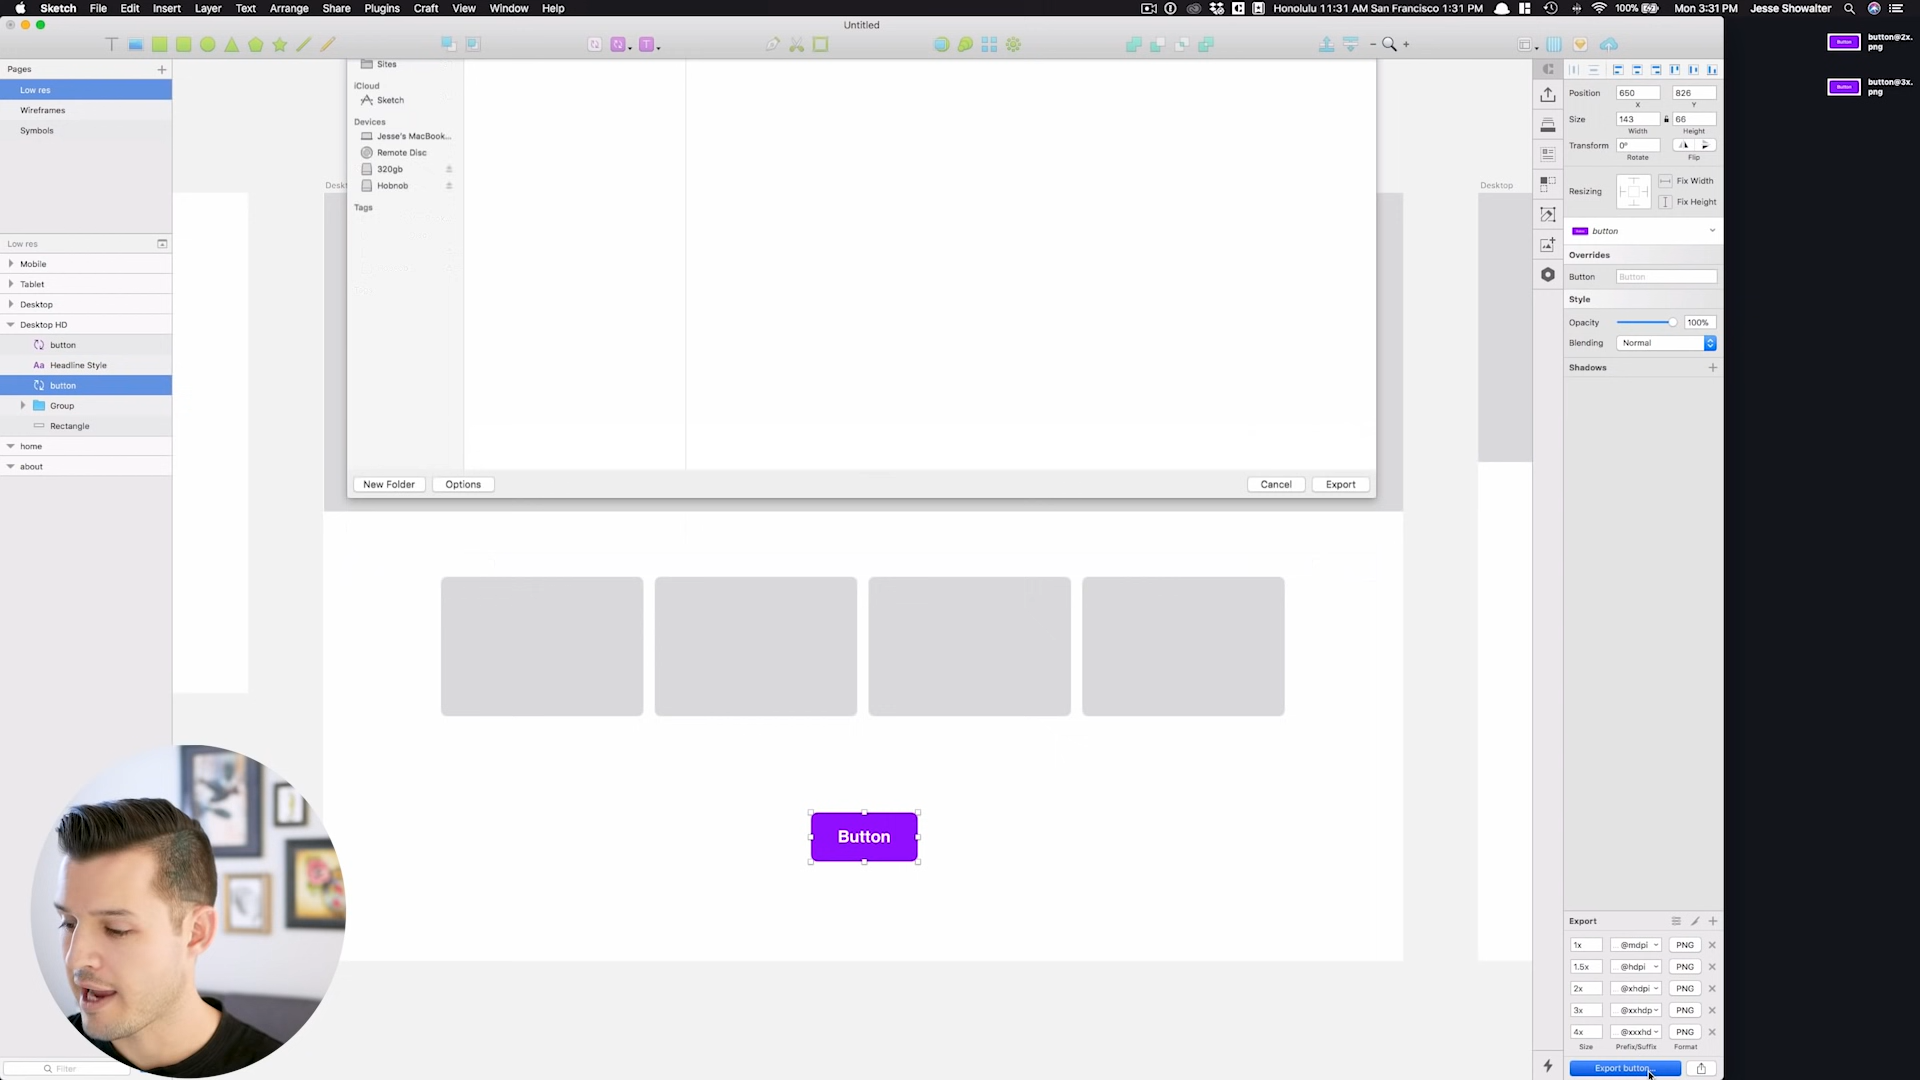 Sketch File Edit Insert Layer Text Arrange Share Plugins Craft View Window Help
Honolulu 11:31 AM San Francisco 1:31 PM 100% Mon 3:31 PM Jesse Showalter
Untitled
button@2x.
png
button@3x.
png
Pages
Low res
Wireframes
Symbols
Low res
Mobile
Tablet
Desktop
Desktop HD
button
Aa Headline Style
button
Group
Rectangle
home
about
Filter
Sites
iCloud
Sketch
Devices
Jesse's MacBook...
Remote Disc
320gb
Hobnob
Tags
New Folder Options Cancel Export
Desktop
Button
Position 650 826
X Y
Size 143 66
Width Height
Transform 0°
Rotate Flip
Resizing Fix Width
Fix Height
button
Overrides
Button Button
Style
Opacity 100%
Blending Normal
Shadows
Export
1x @mdpi PNG
1.5x @hdpi PNG
2x @xhdpi PNG
3x @xxhdp PNG
4x @xxxhd PNG
Size Prefix/Suffix Format
Export button...